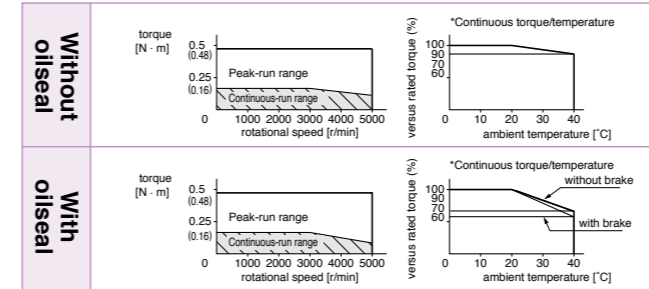 Without
oilseal
torque
[N · m]
0.5
(0.48)
0.25
(0.16)
Peak-run range
Continuous-run range
0 1000 2000 3000 4000 5000
rotational speed [r/min]
*Continuous torque/temperature
versus rated torque (%)
100
90
70
60
0 10 20 30 40
ambient temperature [˚C]
With
oilseal
torque
[N · m]
0.5
(0.48)
0.25
(0.16)
Peak-run range
Continuous-run range
0 1000 2000 3000 4000 5000
rotational speed [r/min]
*Continuous torque/temperature
versus rated torque (%)
without brake
100
90
70
60
with brake
0 10 20 30 40
ambient temperature [˚C]